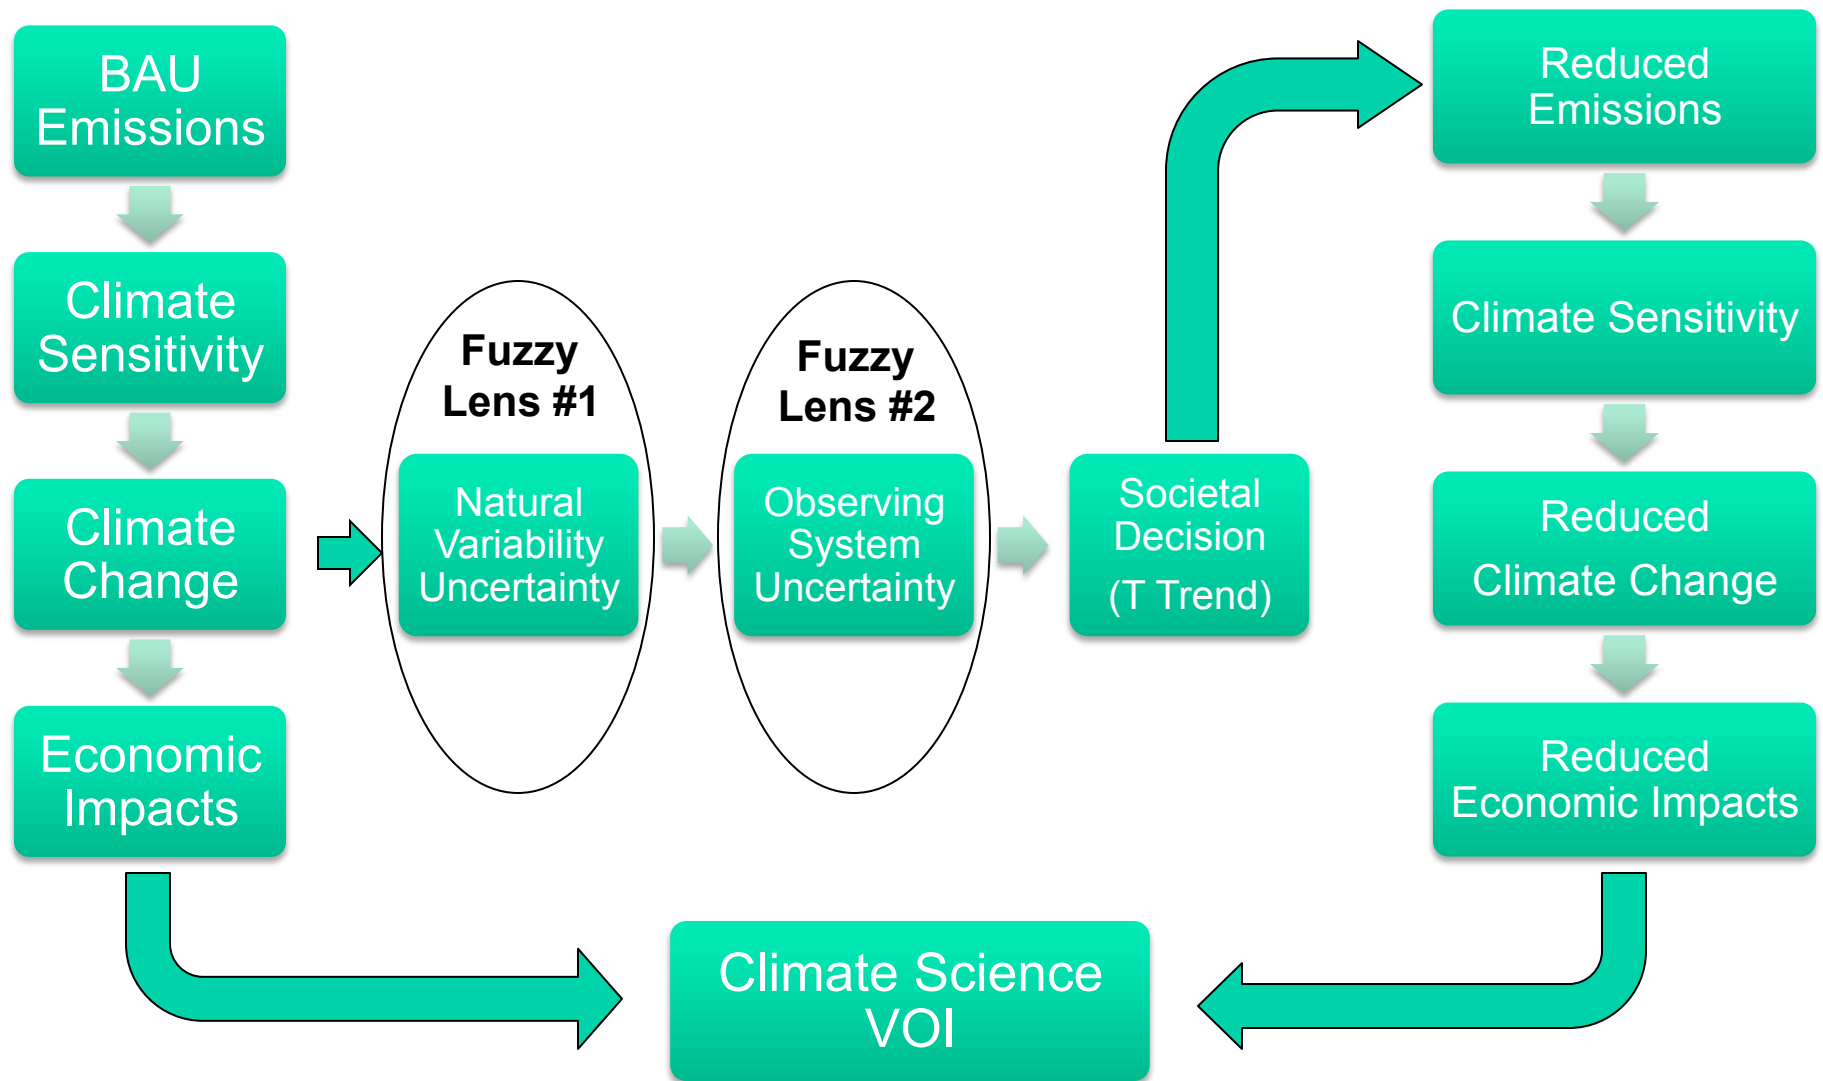 BAU
Emissions
Climate
Sensitivity
Climate
Change
Economic
Impacts
Fuzzy
Lens #1
Natural
Variability
Uncertainty
Fuzzy
Lens #2
Observing
System
Uncertainty
Societal
Decision
(T Trend)
Reduced
Emissions
Climate Sensitivity
Reduced
Climate Change
Reduced
Economic Impacts
Climate Science
VOI